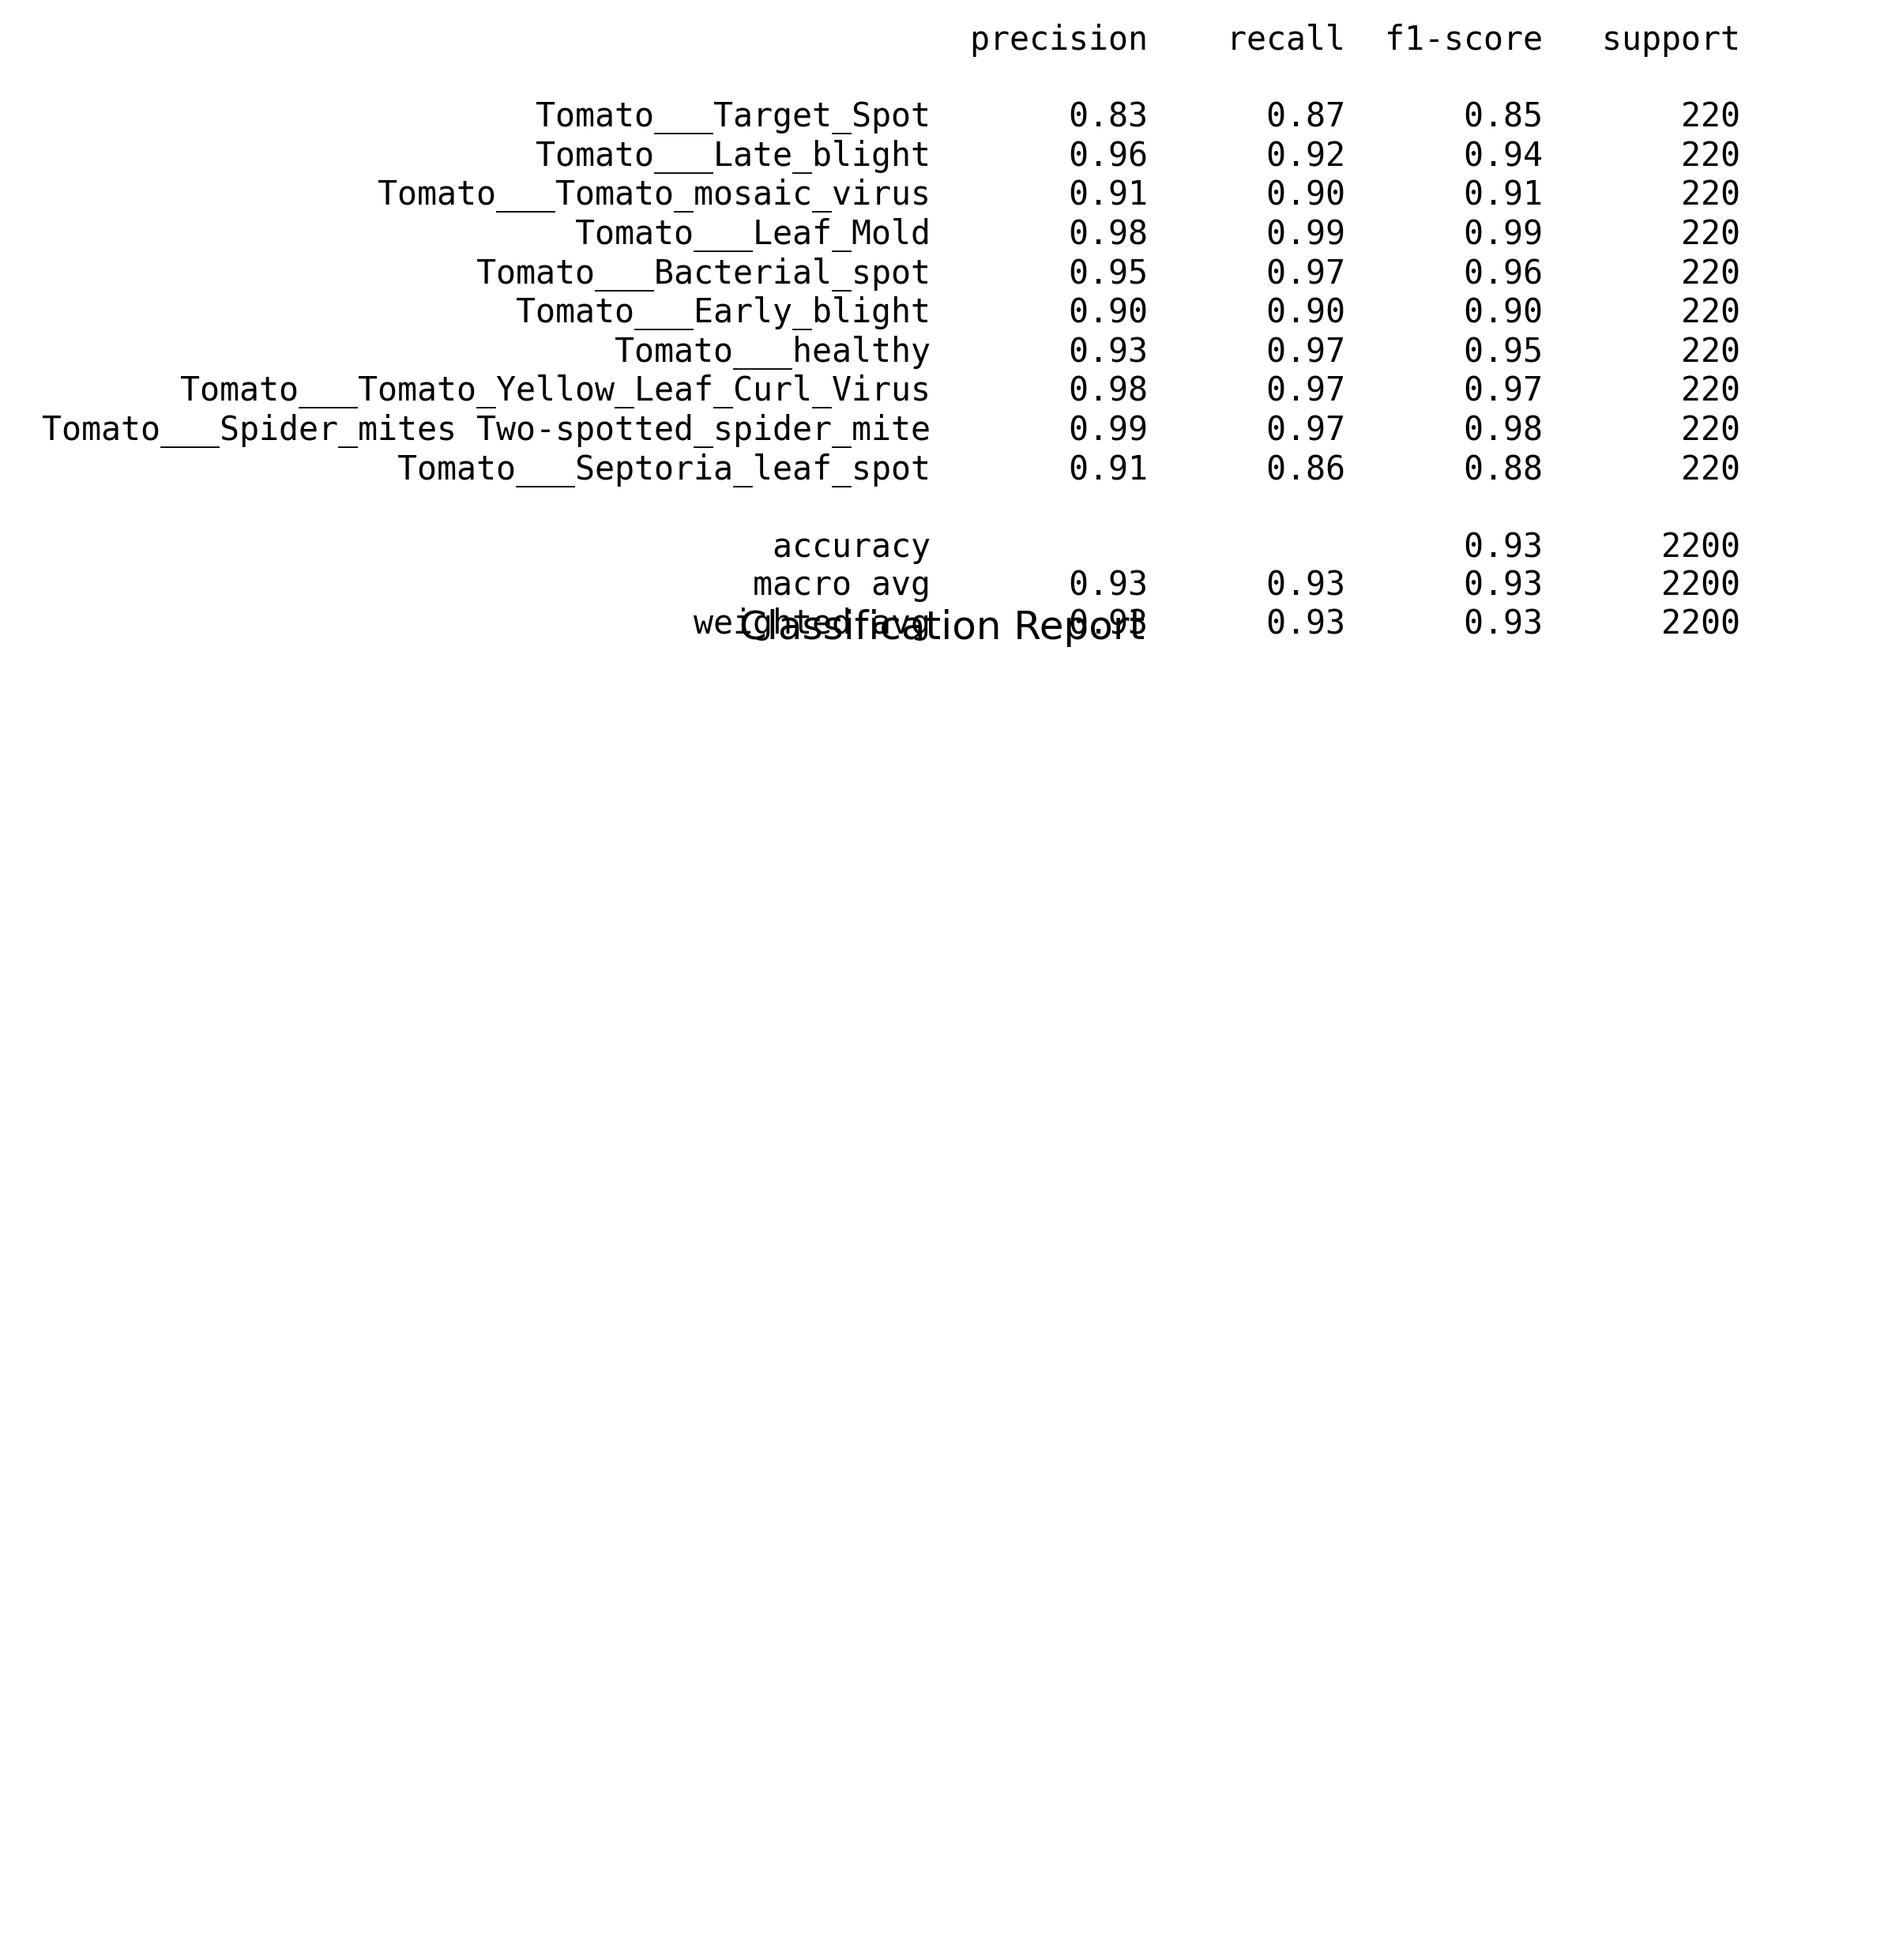 precision recall f1-score support
Tomato___Target_Spot 0.83 0.87 0.85 220
Tomato___Late_blight 0.96 0.92 0.94 220
Tomato___Tomato_mosaic_virus 0.91 0.90 0.91 220
Tomato___Leaf_Mold 0.98 0.99 0.99 220
Tomato___Bacterial_spot 0.95 0.97 0.96 220
Tomato___Early_blight 0.90 0.90 0.90 220
Tomato___healthy 0.93 0.97 0.95 220
Tomato___Tomato_Yellow_Leaf_Curl_Virus 0.98 0.97 0.97 220
Tomato___Spider_mites Two-spotted_spider_mite 0.99 0.97 0.98 220
Tomato___Septoria_leaf_spot 0.91 0.86 0.88 220
accuracy 0.93 2200
macro avg 0.93 0.93 0.93 2200
weighted avg 0.93 0.93 0.93 2200
Classification Report